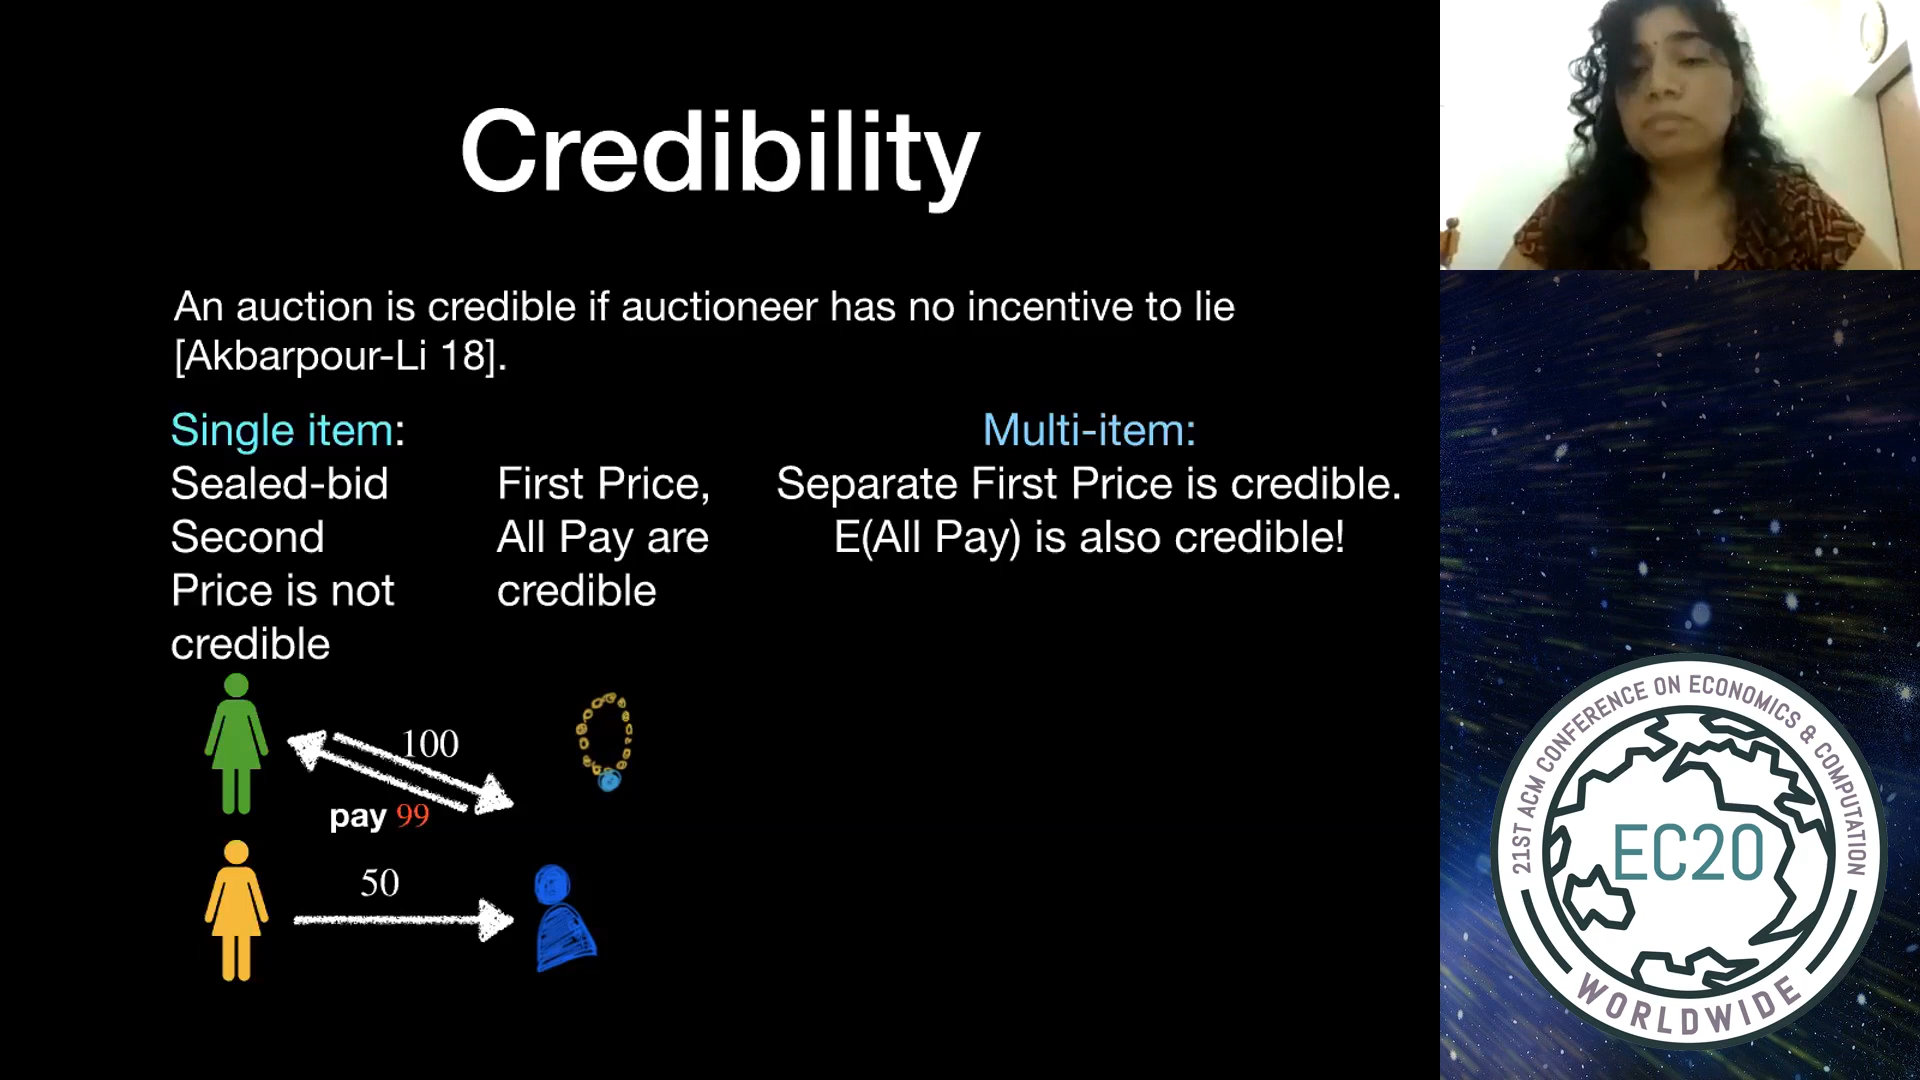 Credibility
An auction is credible if auctioneer has no incentive to lie
[Akbarpour-Li 18].
Single item:
Sealed-bid
Second
Price is not
credible
First Price,
All Pay are
credible
Multi-item:
Separate First Price is credible.
E(All Pay) is also credible!
100
pay 99
50
21ST ACM CONFERENCE ON ECONOMICS & COMPUTATION
EC20
WORLDWIDE